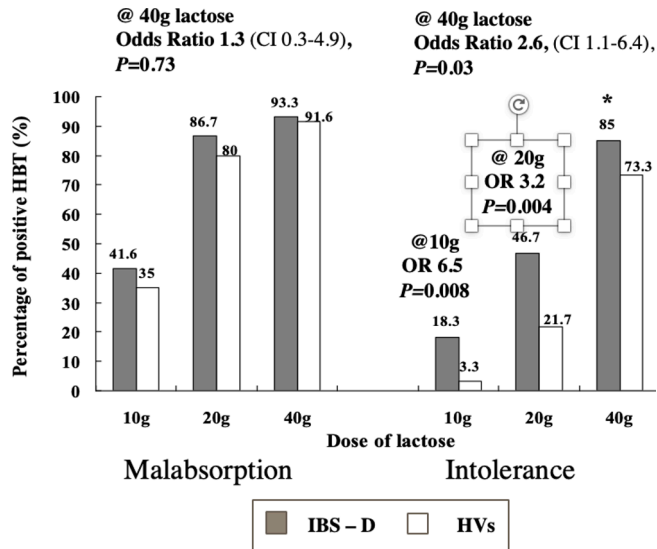 @ 40g lactose
Odds Ratio 1.3 (CI 0.3-4.9),
P=0.73
@ 40g lactose
Odds Ratio 2.6, (CI 1.1-6.4),
P=0.03
Percentage of positive HBT (%)
100
90
80
70
60
50
40
30
20
10
0
41.6
35
86.7
80
93.3
91.6
@10g
OR 6.5
P=0.008
18.3
3.3
@ 20g
OR 3.2
P=0.004
46.7
21.7
*
85
73.3
10g 20g 40g 10g 20g 40g
Dose of lactose
Malabsorption Intolerance
IBS – D HVs